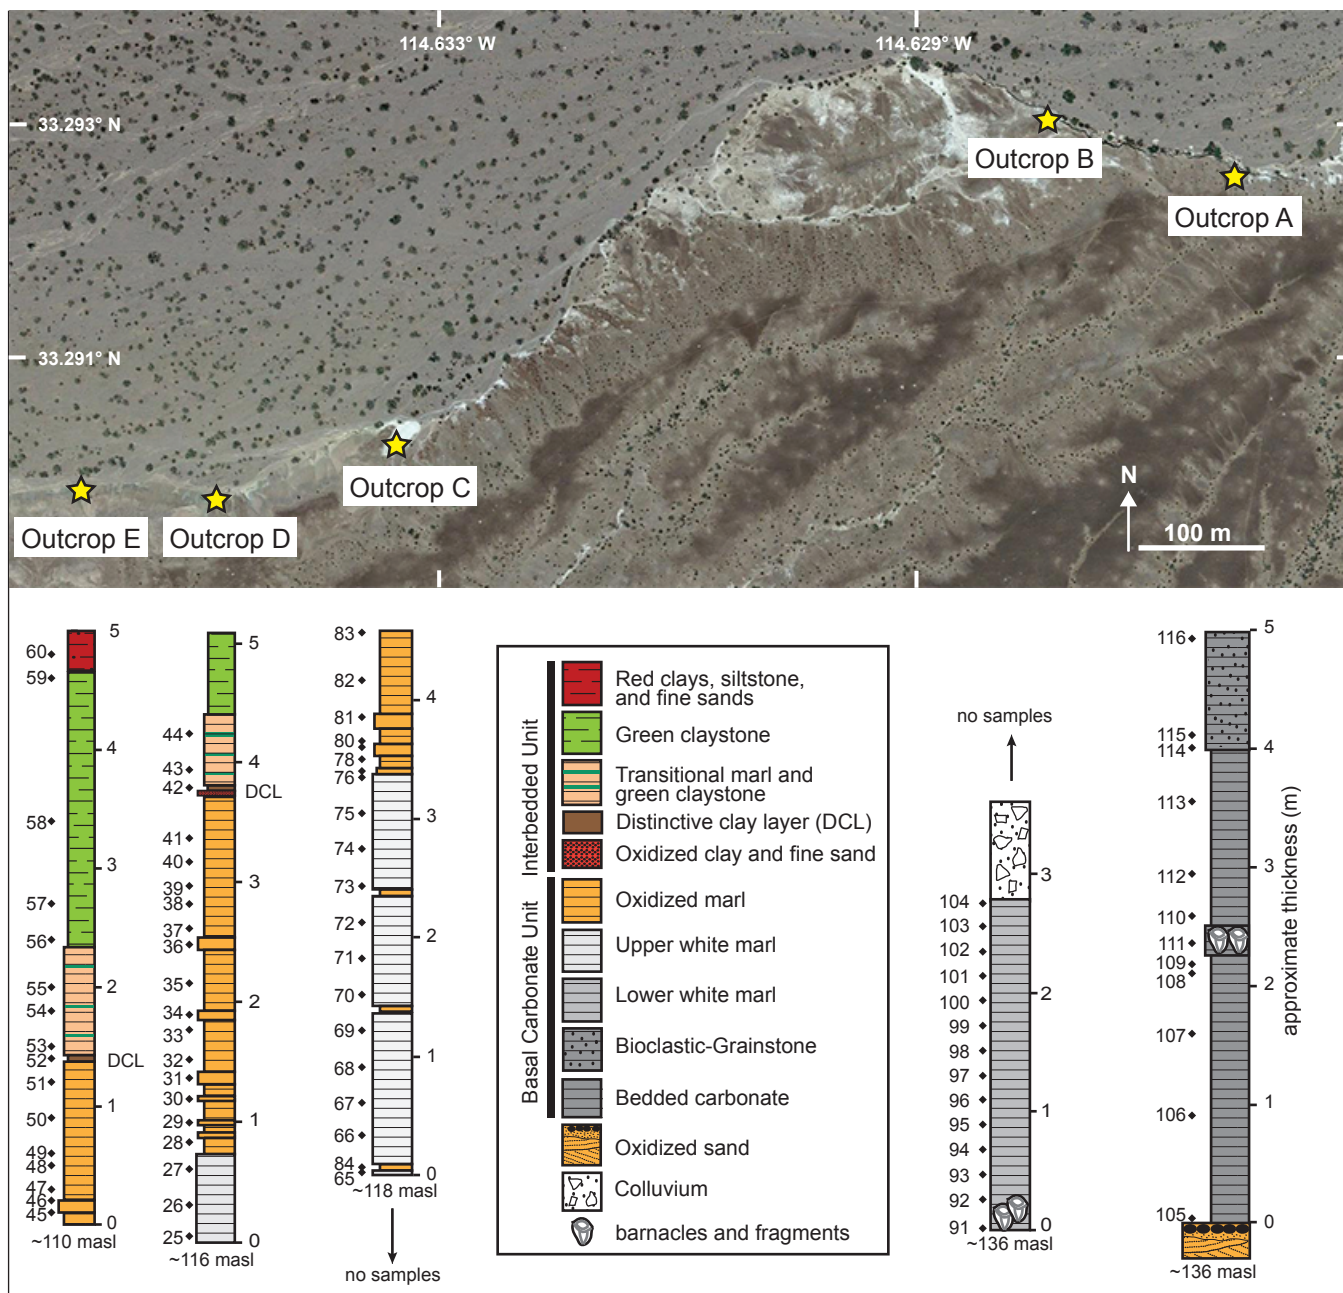 114.633° W
114.629° W
33.293° N
33.291° N
Outcrop B
Outcrop A
Outcrop C
Outcrop E
Outcrop D
N
100 m
60
59
58
57
56
55
54
53
52
51
50
49
48
47
46
45
5
4
3
2
DCL
1
0
~110 masl
44
43
42
41
40
39
38
37
36
35
34
33
32
31
30
29
28
27
26
25
5
4
DCL
3
2
1
0
~116 masl
83
82
81
80
78
76
75
74
73
72
71
70
69
68
67
66
84
65
4
3
2
1
0
~118 masl
no samples
Interbedded Unit
Red clays, siltstone,
and fine sands
Green claystone
Transitional marl and
green claystone
Distinctive clay layer (DCL)
Oxidized clay and fine sand
Basal Carbonate Unit
Oxidized marl
Upper white marl
Lower white marl
Bioclastic-Grainstone
Bedded carbonate
Oxidized sand
Colluvium
barnacles and fragments
no samples
104
103
102
101
100
99
98
97
96
95
94
93
92
91
3
2
1
0
~136 masl
116
115
114
113
112
110
111
109
108
107
106
105
5
4
3
2
1
0
approximate thickness (m)
~136 masl